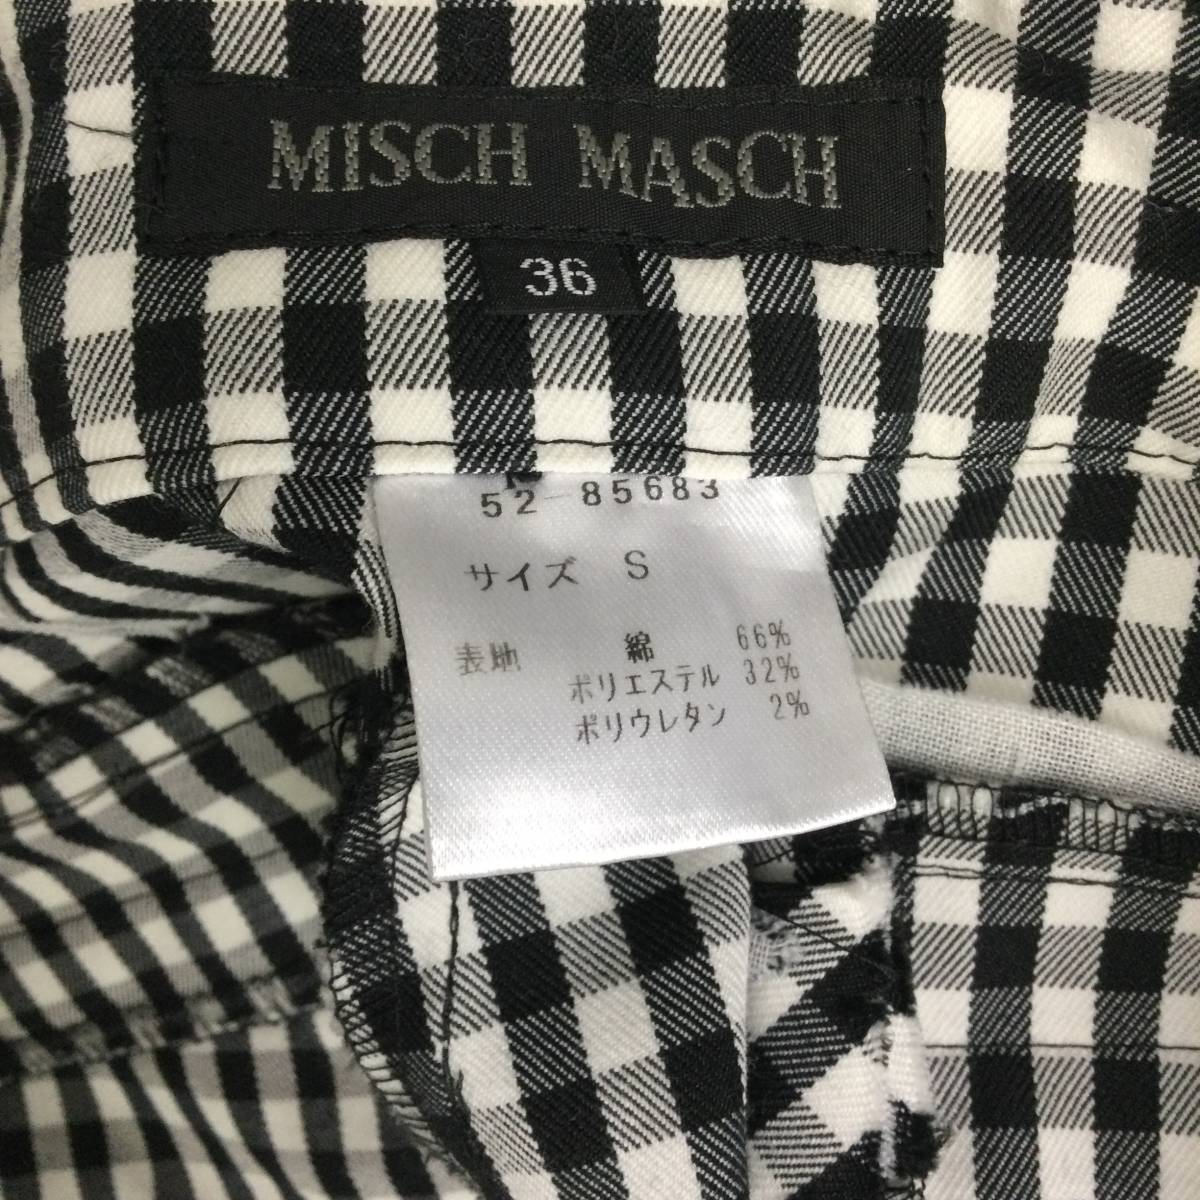 MISCH MASCH
36
52-85683
サイズ S
表地 綿 66%
ポリエステル 32%
ポリウレタン 2%